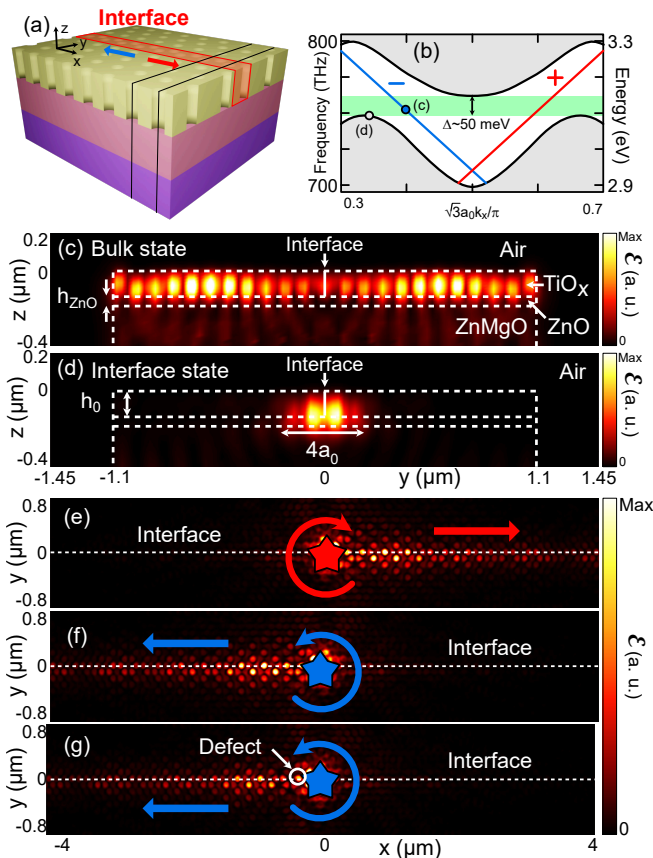 (a)
Interface
z
y
x
(b)
800
700
Frequency (THz)
−
+
(c)
(d)
Δ~50 meV
3.3
2.9
Energy (eV)
0.3
√3a₀kₓ/π
0.7
0.2
0
-0.4
z (µm)
(c) Bulk state
Interface
Air
h_ZnO
TiOₓ
ZnMgO
ZnO
Max
0
ℰ (a. u.)
0.2
0
-0.4
z (µm)
(d) Interface state
Interface
Air
h₀
4a₀
Max
0
ℰ (a. u.)
-1.45
-1.1
0
y (µm)
1.1
1.45
0.8
0
-0.8
y (µm)
(e)
Interface
0.8
0
-0.8
y (µm)
(f)
Interface
0.8
0
-0.8
y (µm)
(g)
Defect
Interface
-4
0
x (µm)
4
Max
0
ℰ (a. u.)